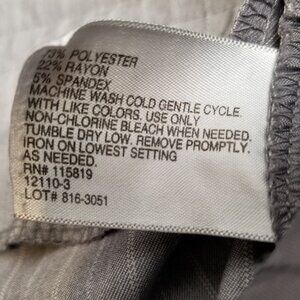 73% POLYESTER
22% RAYON
5% SPANDEX
MACHINE WASH COLD GENTLE CYCLE.
WITH LIKE COLORS. USE ONLY
NON-CHLORINE BLEACH WHEN NEEDED.
TUMBLE DRY LOW. REMOVE PROMPTLY.
IRON ON LOWEST SETTING
AS NEEDED.
RN# 115819
12110-3
LOT# 816-3051